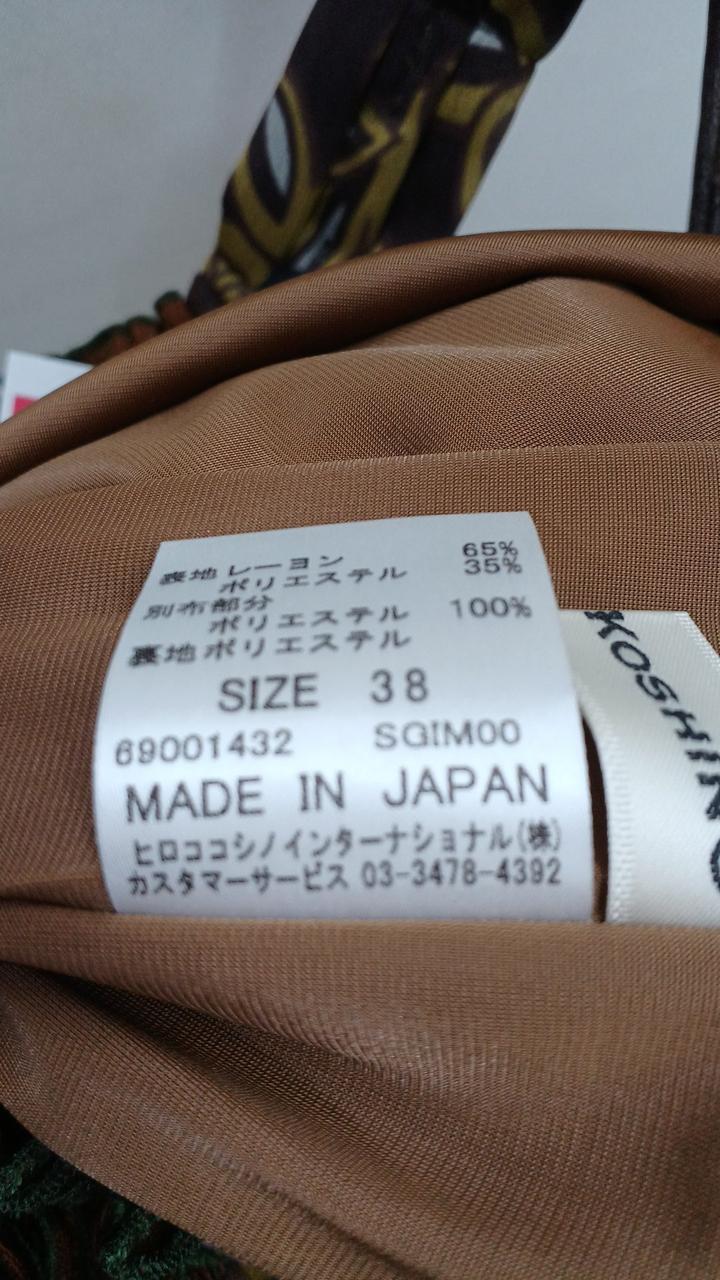 表地 レーヨン 65%
ポリエステル 35%
別布部分
ポリエステル 100%
裏地 ポリエステル
SIZE 38
69001432 SGIM00
MADE IN JAPAN
ヒロココシノインターナショナル(株)
カスタマーサービス 03-3478-4392
KOSHINO